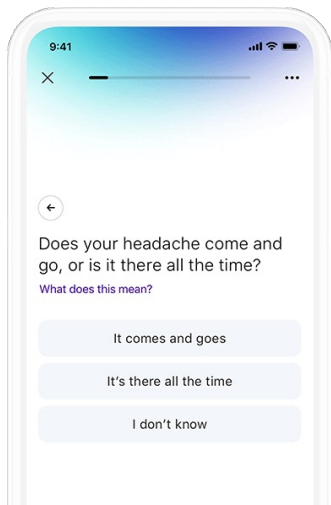 9:41
Does your headache come and
go, or is it there all the time?
What does this mean?
It comes and goes
It's there all the time
I don't know